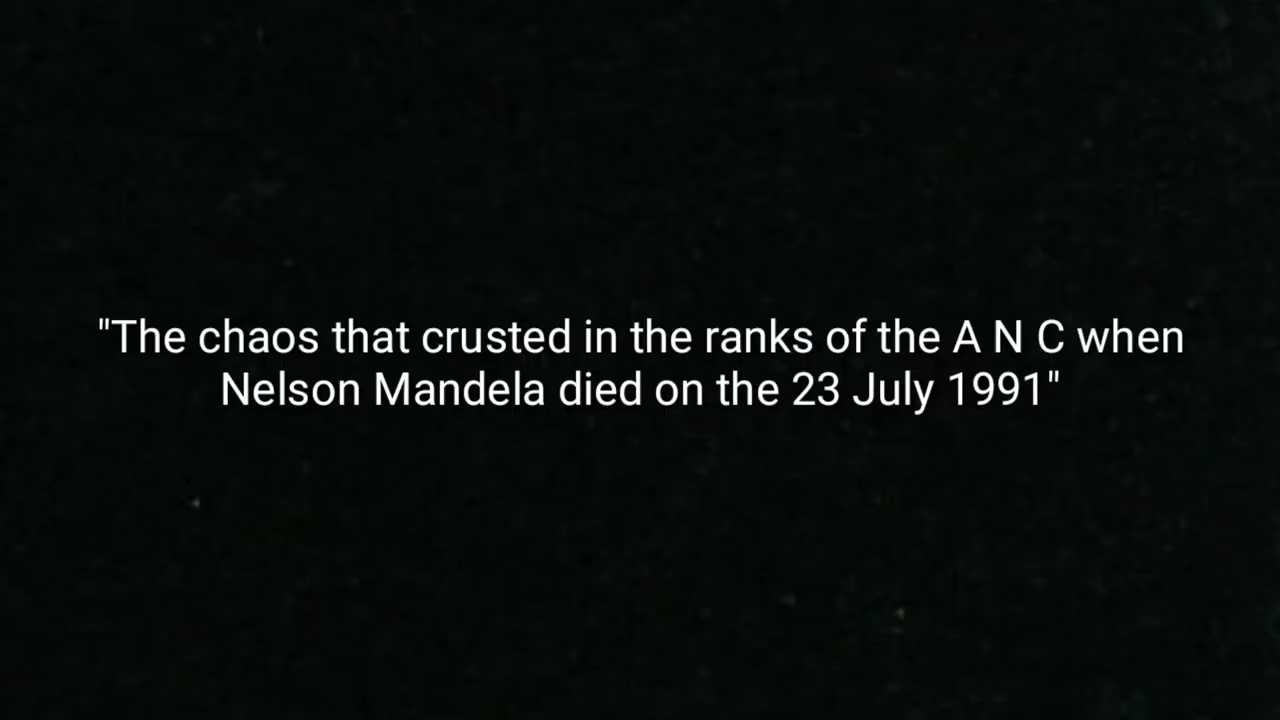 "The chaos that crusted in the ranks of the A N C when
Nelson Mandela died on the 23 July 1991"